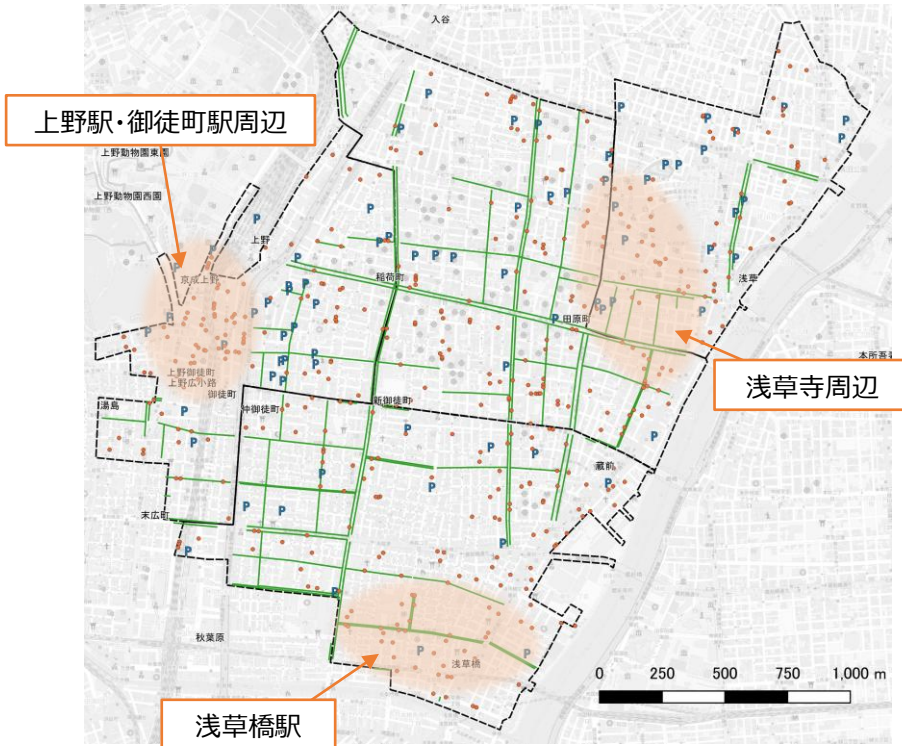 入谷
上野駅・御徒町駅周辺
上野動物園東園
上野動物園西園
上野
京成上野
稲荷町
浅草
田原町
本所吾妻
浅草寺周辺
上野御徒町
上野広小路
御徒町
湯島
仲御徒町
新御徒町
蔵前
末広町
秋葉原
浅草橋
0 250 500 750 1,000 m
浅草橋駅
P